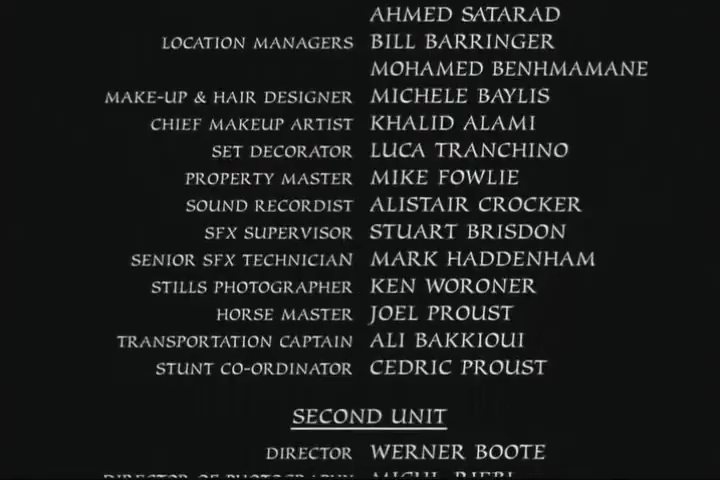 AHMED SATARAD
LOCATION MANAGERS BILL BARRINGER
MOHAMED BENHMAMANE
MAKE-UP & HAIR DESIGNER MICHELE BAYLIS
CHIEF MAKEUP ARTIST KHALID ALAMI
SET DECORATOR LUCA TRANCHINO
PROPERTY MASTER MIKE FOWLIE
SOUND RECORDIST ALISTAIR CROCKER
SFX SUPERVISOR STUART BRISDON
SENIOR SFX TECHNICIAN MARK HADDENHAM
STILLS PHOTOGRAPHER KEN WORONER
HORSE MASTER JOEL PROUST
TRANSPORTATION CAPTAIN ALI BAKKIOUI
STUNT CO-ORDINATOR CEDRIC PROUST
SECOND UNIT
DIRECTOR WERNER BOOTE
DIRECTOR OF PHOTOGRAPHY